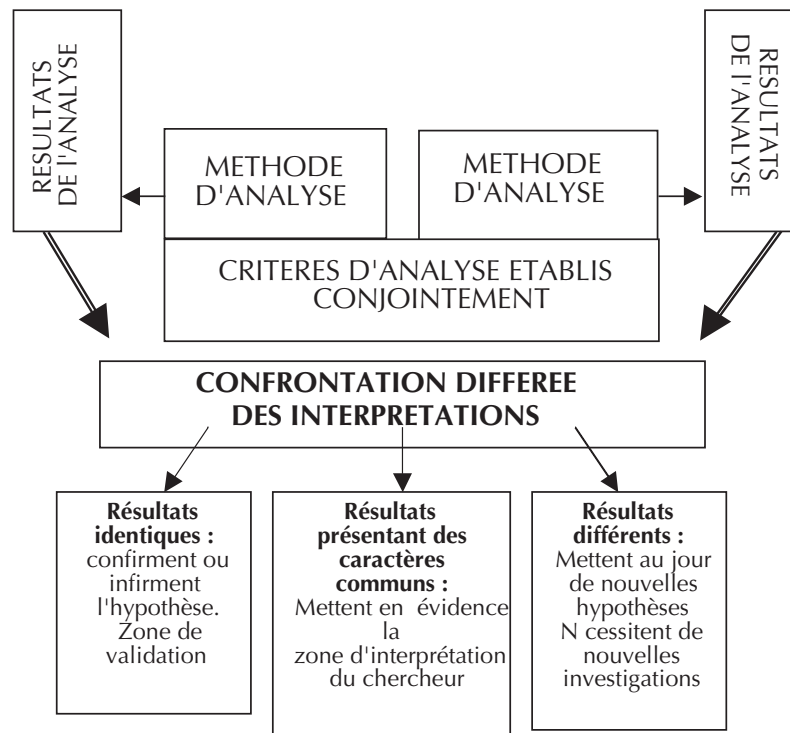 RESULTATS
DE l'ANALYSE
METHODE
D'ANALYSE
METHODE
D'ANALYSE
RESULTATS
DE l'ANALYSE
CRITERES D'ANALYSE ETABLIS
CONJOINTEMENT
CONFRONTATION DIFFEREE
DES INTERPRETATIONS
Résultats
identiques :
confirment ou
infirment
l'hypothèse.
Zone de
validation
Résultats
présentant des
caractères
communs :
Mettent en évidence
la
zone d'interprétation
du chercheur
Résultats
différents :
Mettent au jour
de nouvelles
hypothèses
N cessitent de
nouvelles
investigations